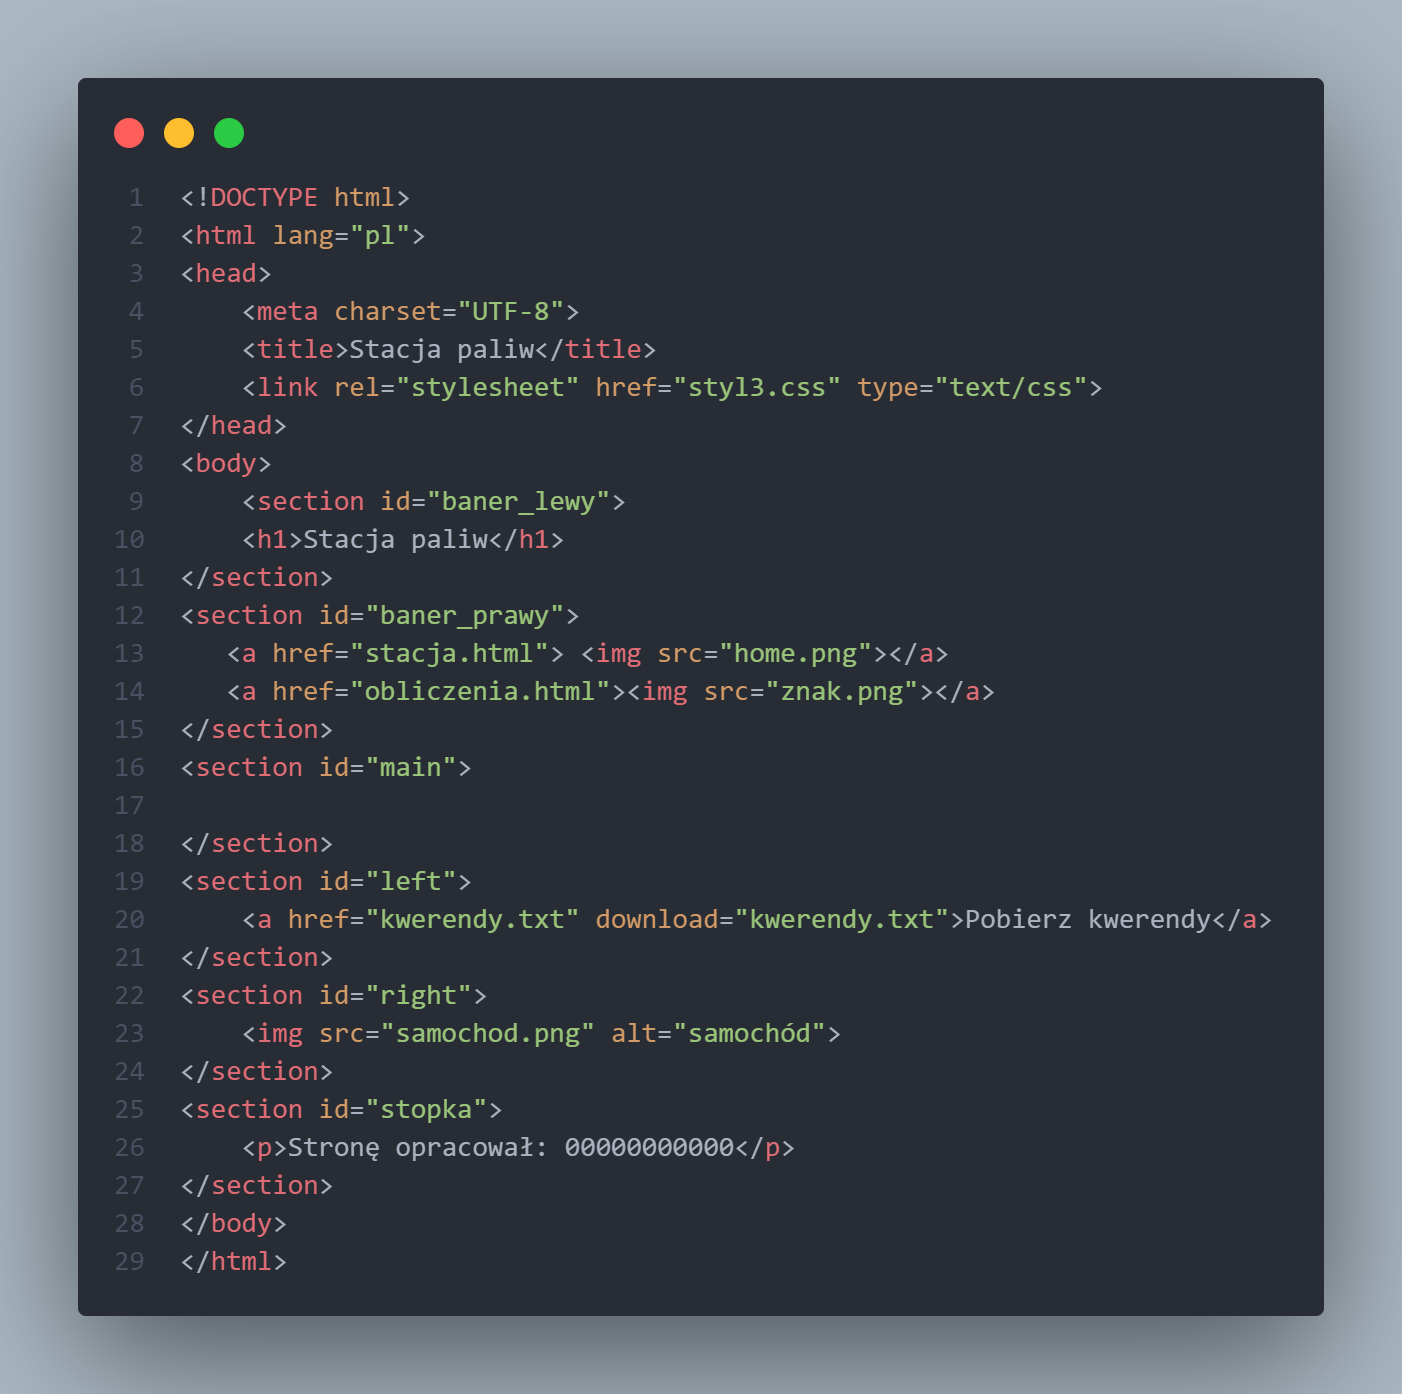 1 <!DOCTYPE html>
2 <html lang="pl">
3 <head>
4     <meta charset="UTF-8">
5     <title>Stacja paliw</title>
6     <link rel="stylesheet" href="styl3.css" type="text/css">
7 </head>
8 <body>
9     <section id="baner_lewy">
10     <h1>Stacja paliw</h1>
11 </section>
12 <section id="baner_prawy">
13    <a href="stacja.html"> <img src="home.png"></a>
14    <a href="obliczenia.html"><img src="znak.png"></a>
15 </section>
16 <section id="main">
17
18 </section>
19 <section id="left">
20     <a href="kwerendy.txt" download="kwerendy.txt">Pobierz kwerendy</a>
21 </section>
22 <section id="right">
23     <img src="samochod.png" alt="samochód">
24 </section>
25 <section id="stopka">
26     <p>Stronę opracował: 00000000000</p>
27 </section>
28 </body>
29 </html>